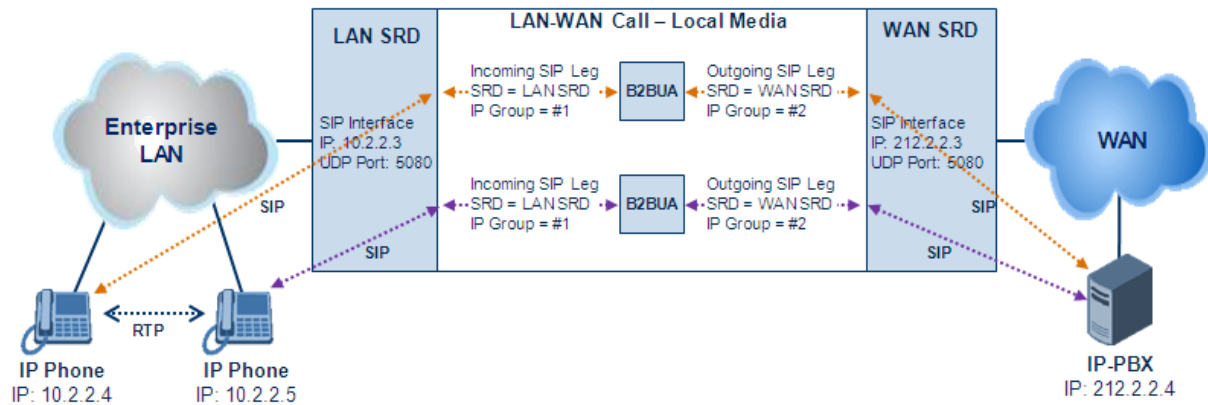 LAN-WAN Call – Local Media
LAN SRD
WAN SRD
Incoming SIP Leg
SRD = LAN SRD
IP Group = #1
B2BUA
Outgoing SIP Leg
SRD = WAN SRD
IP Group = #2
Enterprise
LAN
SIP Interface
IP: 10.2.2.3
UDP Port: 5080
SIP Interface
IP: 212.2.2.3
UDP Port: 5080
WAN
Incoming SIP Leg
SRD = LAN SRD
IP Group = #1
B2BUA
Outgoing SIP Leg
SRD = WAN SRD
IP Group = #2
SIP
SIP
SIP
SIP
RTP
IP Phone
IP: 10.2.2.4
IP Phone
IP: 10.2.2.5
IP-PBX
IP: 212.2.2.4